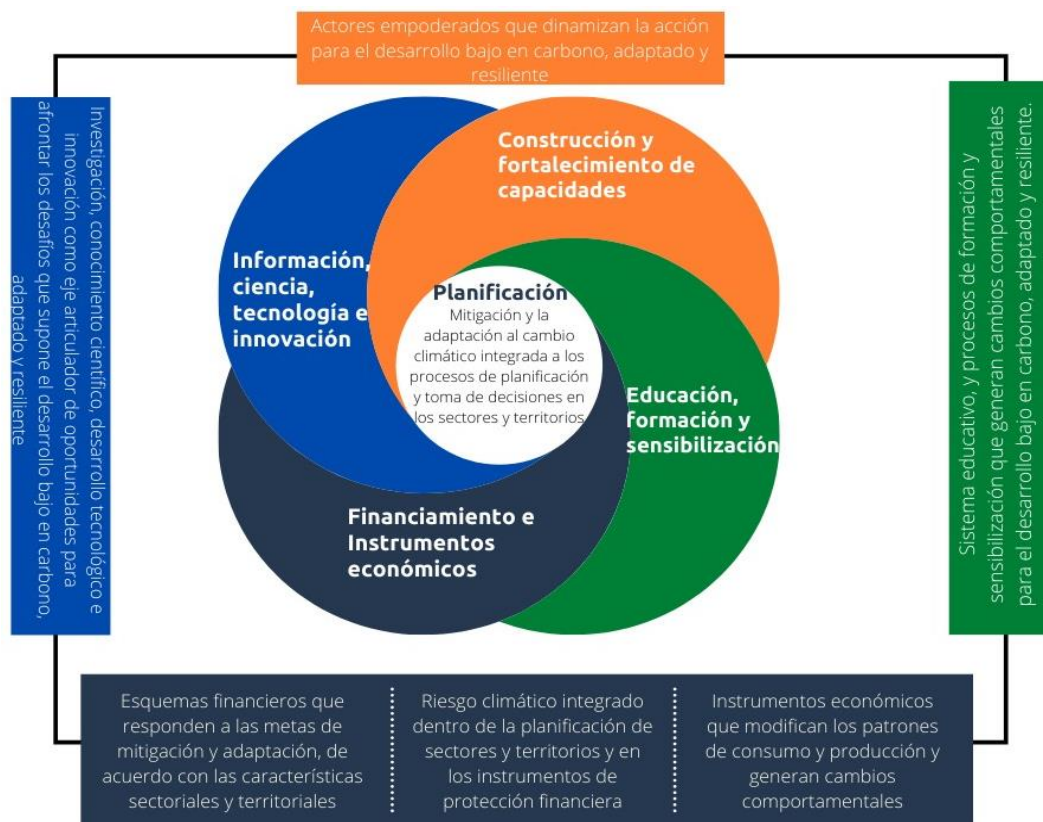 Actores empoderados que dinamizan la acción
para el desarrollo bajo en carbono, adaptado y
resiliente
Investigación, conocimiento científico, desarrollo tecnológico e
innovación como eje articulador de oportunidades para
afrontar los desafíos que supone el desarrollo bajo en carbono,
adaptado y resiliente
Construcción y
fortalecimiento de
capacidades
Información,
ciencia,
tecnología e
innovación
Planificación
Mitigación y la
adaptación al cambio
climático integrada a los
procesos de planificación
y toma de decisiones en
los sectores y territorios
Educación,
formación y
sensibilización
Financiamiento e
Instrumentos
económicos
Sistema educativo, y procesos de formación y
sensibilización que generan cambios comportamentales
para el desarrollo bajo en carbono, adaptado y resiliente.
Esquemas financieros que
responden a las metas de
mitigación y adaptación, de
acuerdo con las características
sectoriales y territoriales
Riesgo climático integrado
dentro de la planificación de
sectores y territorios y en
los instrumentos de
protección financiera
Instrumentos económicos
que modifican los patrones
de consumo y producción y
generan cambios
comportamentales